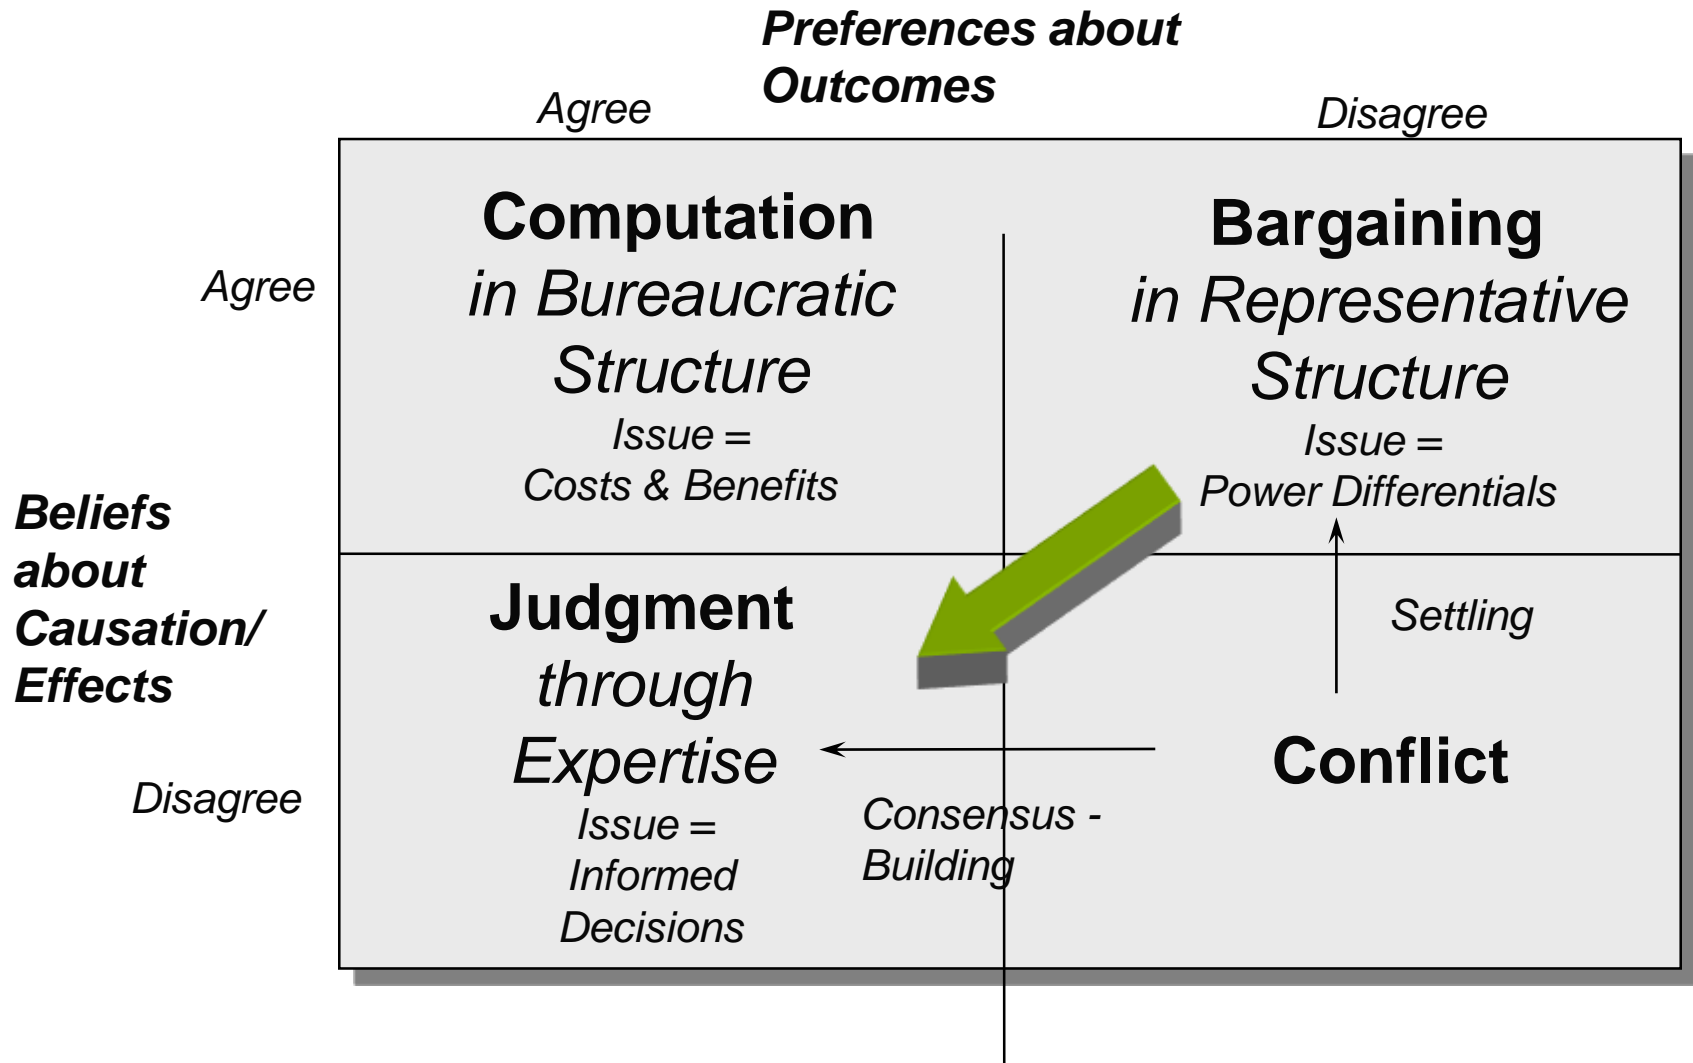 Preferences about
Outcomes
Agree
Disagree
Computation
in Bureaucratic
Structure
Issue =
Costs & Benefits
Bargaining
in Representative
Structure
Issue =
Power Differentials
Agree
Beliefs
about
Causation/
Effects
Disagree
Judgment
through
Expertise
Issue =
Informed
Decisions
Consensus -
Building
Settling
Conflict